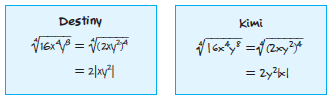 Destiny
∜16x⁴y⁸ = ∜(2xy²)⁴
= 2|xy²|
Kimi
∜16x⁴y⁸ = ∜(2xy²)⁴
= 2y²|x|